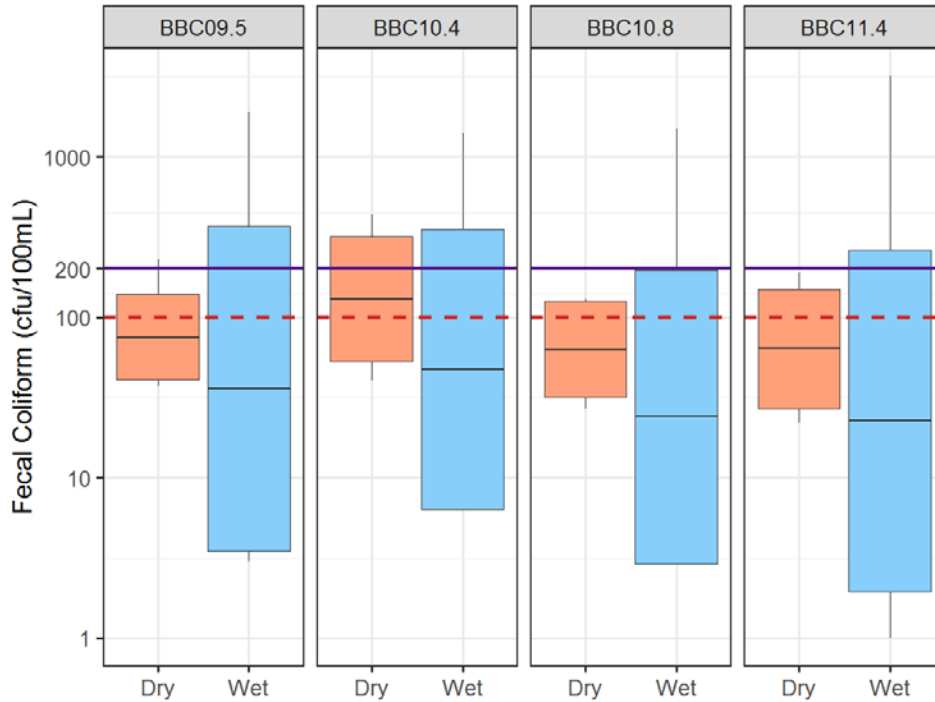 BBC09.5 BBC10.4 BBC10.8 BBC11.4
Fecal Coliform (cfu/100mL)
1000
200
100
10
1
Dry Wet Dry Wet Dry Wet Dry Wet